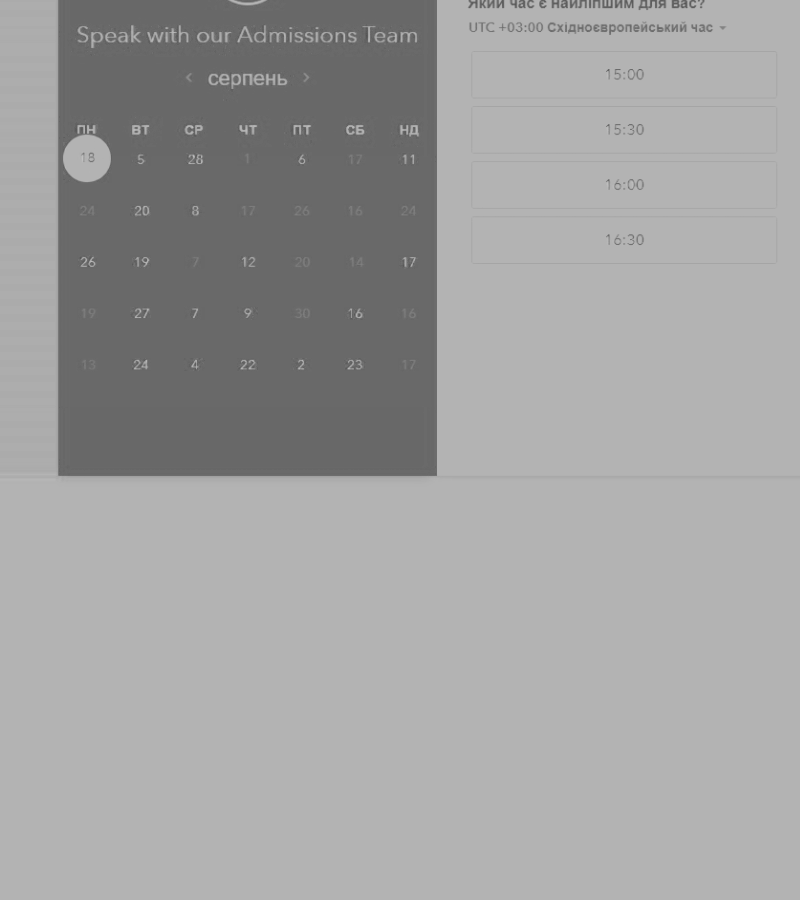 Який час є найліпшим для вас?
Speak with our Admissions Team
UTC +03:00 Східноєвропейський час
серпень
ПН ВТ СР ЧТ ПТ СБ НД
18 5 28 1 6 17 11
24 20 8 17 26 16 24
26 19 7 12 20 14 17
19 27 7 9 30 16 16
13 24 4 22 2 23 17
15:00
15:30
16:00
16:30